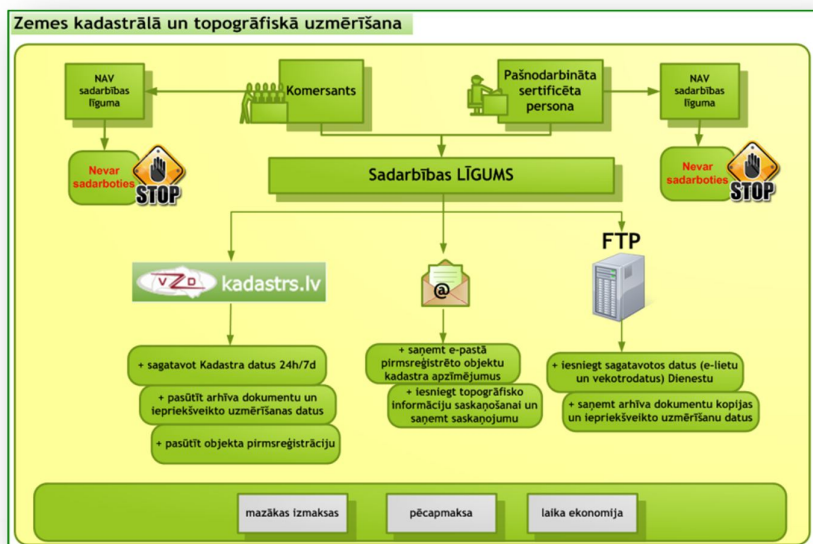 Zemes kadastrālā un topogrāfiskā uzmērīšana
NAV
sadarbības
līguma
Komersants
Pašnodarbināta
sertificēta
persona
NAV
sadarbības
līguma
Nevar
sadarboties
STOP
Sadarbības LĪGUMS
Nevar
sadarboties
STOP
VZD kadastrs.lv
@
FTP
+ sagatavot Kadastra datus 24h/7d
+ pasūtīt arhīva dokumentu un
iepriekšveikto uzmērīšanas datus
+ pasūtīt objekta pirmsreģistrāciju
+ saņemt e-pastā
pirmsreģistrēto objektu
kadastra apzīmējumus
+ iesniegt topogrāfisko
informāciju saskaņošanai un
saņemt saskaņojumu
+ iesniegt sagatavotos datus (e-lietu
un vekotrodatus) Dienestu
+ saņemt arhīva dokumentu kopijas
un iepriekšveikto uzmērīšanu datus
mazākas izmaksas
pēcapmaksa
laika ekonomija